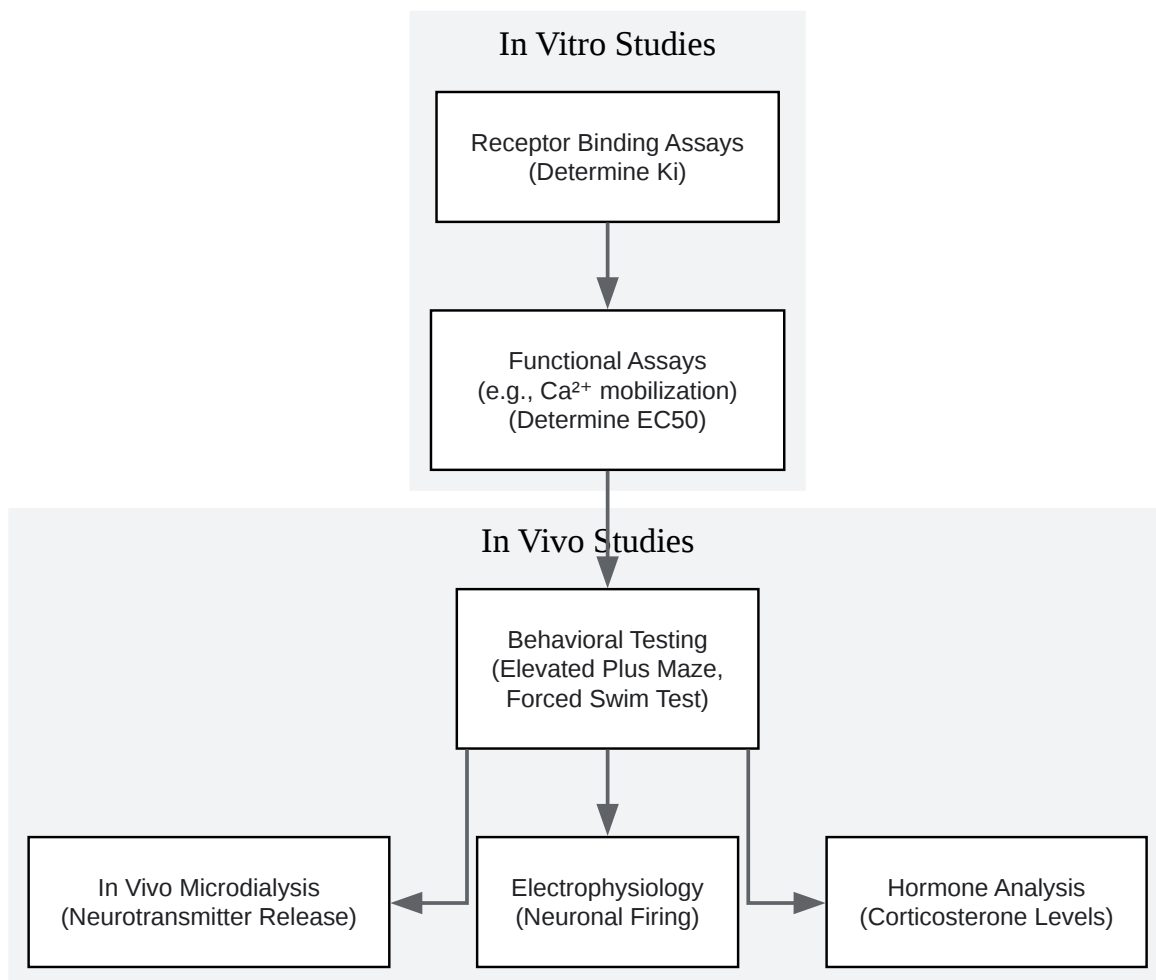 In Vitro Studies
Receptor Binding Assays
(Determine Ki)
Functional Assays
(e.g., Ca²⁺ mobilization)
(Determine EC50)
In Vivo Studies
Behavioral Testing
(Elevated Plus Maze,
Forced Swim Test)
In Vivo Microdialysis
(Neurotransmitter Release)
Electrophysiology
(Neuronal Firing)
Hormone Analysis
(Corticosterone Levels)